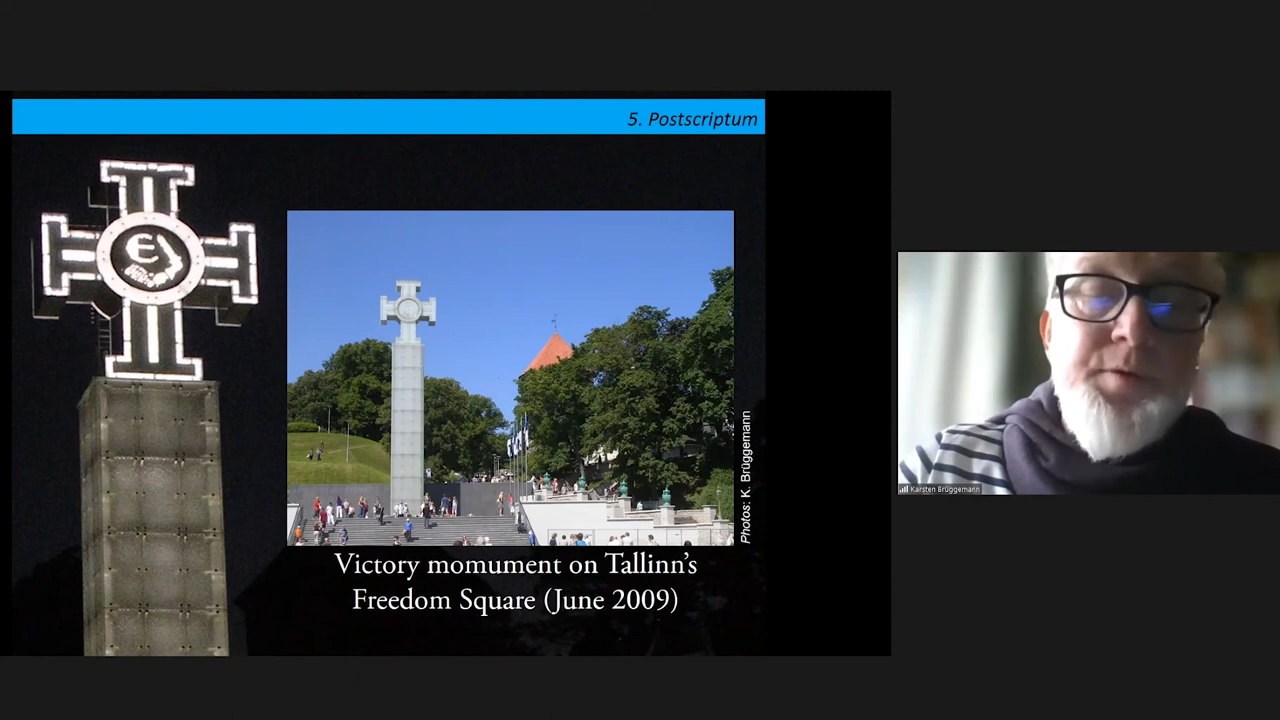 5. Postscriptum
E
Photos: K. Brüggemann
Victory momument on Tallinn's
Freedom Square (June 2009)
Karsten Brüggemann